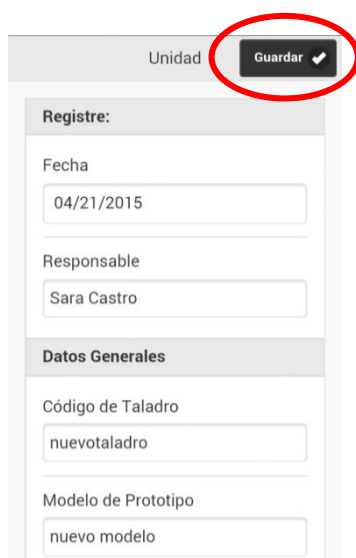 Unidad Guardar
Registre:
Fecha
04/21/2015
Responsable
Sara Castro
Datos Generales
Código de Taladro
nuevotaladro
Modelo de Prototipo
nuevo modelo